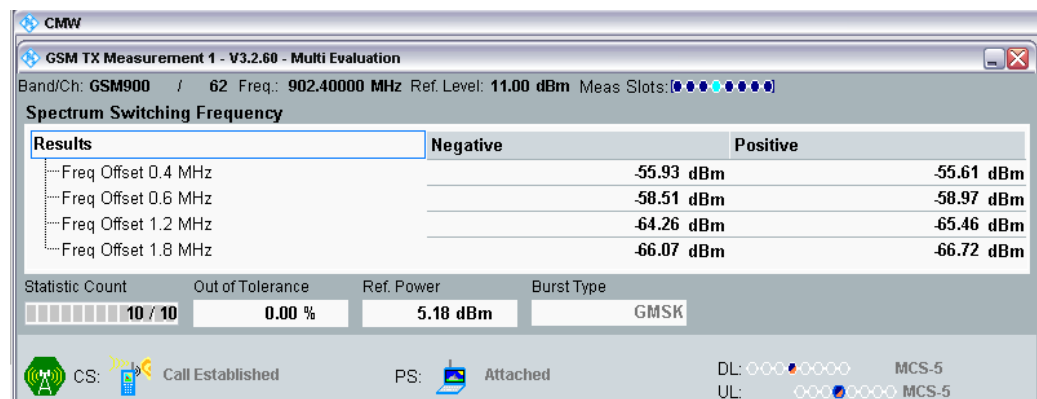 CMW
GSM TX Measurement 1 - V3.2.60 - Multi Evaluation
Band/Ch: GSM900 / 62 Freq.: 902.40000 MHz Ref. Level: 11.00 dBm Meas Slots:
Spectrum Switching Frequency
Results Negative Positive
Freq Offset 0.4 MHz -55.93 dBm -55.61 dBm
Freq Offset 0.6 MHz -58.51 dBm -58.97 dBm
Freq Offset 1.2 MHz -64.26 dBm -65.46 dBm
Freq Offset 1.8 MHz -66.07 dBm -66.72 dBm
Statistic Count Out of Tolerance Ref. Power Burst Type
10 / 10 0.00 % 5.18 dBm GMSK
CS: Call Established PS: Attached DL: MCS-5
UL: MCS-5